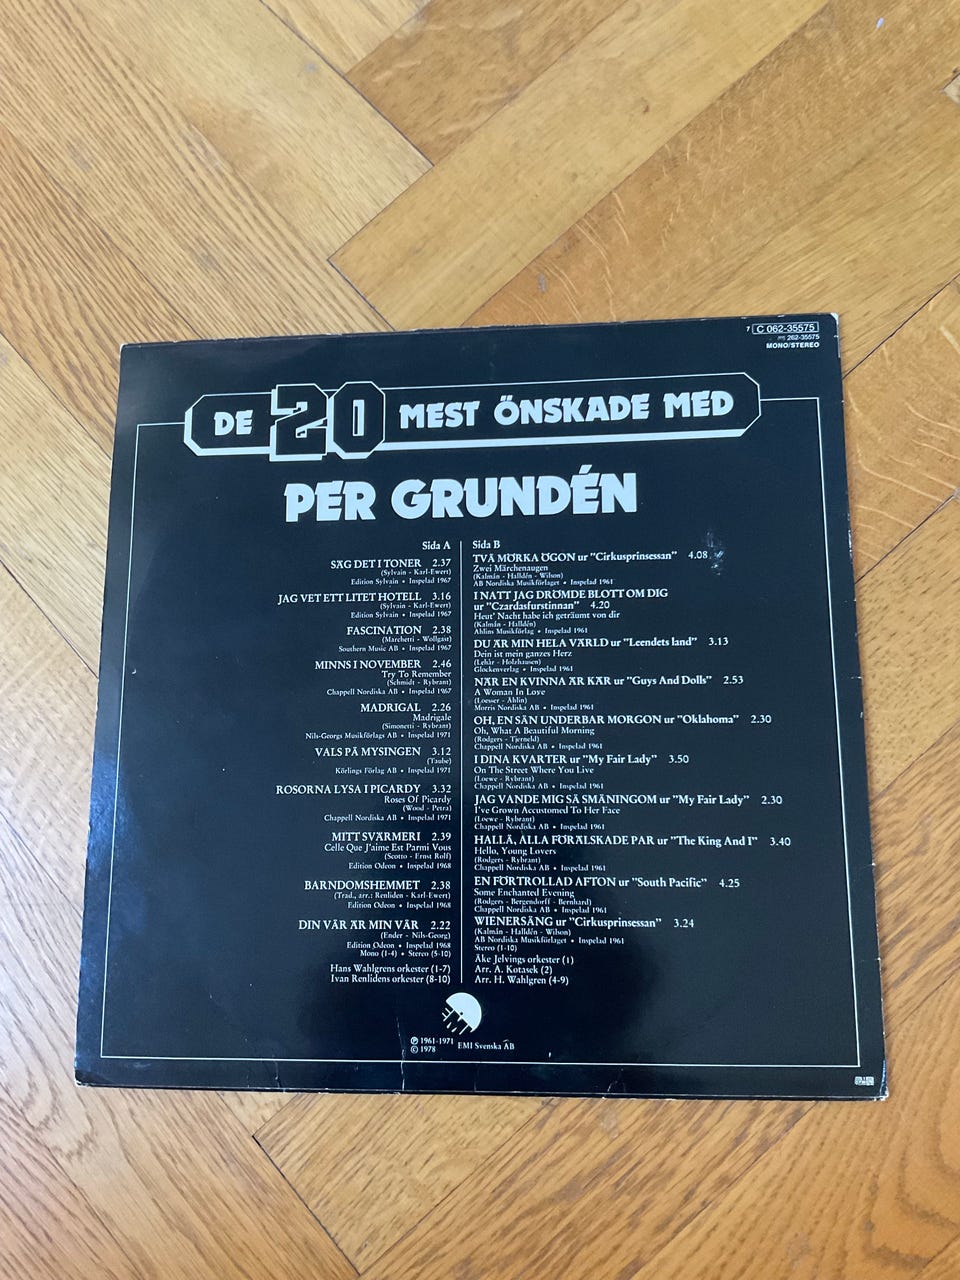 7 C 062-35575
262-35575
MONO/STEREO
DE 20 MEST ÖNSKADE MED
PER GRUNDÉN
Sida A
SÄG DET I TONER 2.37
(Sylvain - Karl-Ewert)
Edition Sylvain • Inspelad 1967
JAG VET ETT LITET HOTELL 3.16
(Sylvain - Karl-Ewert)
Edition Sylvain • Inspelad 1967
FASCINATION 2.38
(Marchetti - Wollgast)
Southern Music AB • Inspelad 1967
MINNS I NOVEMBER 2.46
Try To Remember
(Schmidt - Rybrant)
Chappell Nordiska AB • Inspelad 1967
MADRIGAL 2.26
Madrigale
(Simonetti - Rybrant)
Nils-Georgs Musikförlags AB • Inspelad 1971
VALS PÅ MYSINGEN 3.12
(Taube)
Körlings Förlag AB • Inspelad 1971
ROSORNA LYSA I PICARDY 3.32
Roses Of Picardy
(Wood - Petra)
Chappell Nordiska AB • Inspelad 1971
MITT SVÄRMERI 2.39
Celle Que J'aime Est Parmi Vous
(Scotto - Ernst Rolf)
Edition Odeon • Inspelad 1968
BARNDOMSHEMMET 2.38
(Trad., arr.: Renliden - Karl-Ewert)
Edition Odeon • Inspelad 1968
DIN VÅR ÄR MIN VÅR 2.22
(Ender - Nils-Georg)
Edition Odeon • Inspelad 1968
Mono (1-4) • Stereo (5-10)
Hans Wahlgrens orkester (1-7)
Ivan Renlidens orkester (8-10)
Sida B
TVÅ MÖRKA ÖGON ur "Cirkusprinsessan" 4.08
Zwei Märchenaugen
(Kalmán - Halldén - Wilson)
AB Nordiska Musikförlaget • Inspelad 1961
I NATT JAG DRÖMDE BLOTT OM DIG
ur "Czardasfurstinnan" 4.20
Heut' Nacht habe ich geträumt von dir
(Kalmán - Halldén)
Ahlins Musikförlag • Inspelad 1961
DU ÄR MIN HELA VÄRLD ur "Leendets land" 3.13
Dein ist mein ganzes Herz
(Lehár - Holzhausen)
Glockenverlag • Inspelad 1961
NÄR EN KVINNA ÄR KÄR ur "Guys And Dolls" 2.53
A Woman In Love
(Loesser - Åhlin)
Morris Nordiska AB • Inspelad 1961
OH, EN SÅN UNDERBAR MORGON ur "Oklahoma" 2.30
Oh, What A Beautiful Morning
(Rodgers - Tjerneld)
Chappell Nordiska AB • Inspelad 1961
I DINA KVARTER ur "My Fair Lady" 3.50
On The Street Where You Live
(Loewe - Rybrant)
Chappell Nordiska AB • Inspelad 1961
JAG VANDE MIG SÅ SMÅNINGOM ur "My Fair Lady" 2.30
I've Grown Accustomed To Her Face
(Loewe - Rybrant)
Chappell Nordiska AB • Inspelad 1961
HALLÅ, ALLA FÖRÄLSKADE PAR ur "The King And I" 3.40
Hello, Young Lovers
(Rodgers - Rybrant)
Chappell Nordiska AB • Inspelad 1961
EN FÖRTROLLAD AFTON ur "South Pacific" 4.25
Some Enchanted Evening
(Rodgers - Bergendorff - Bernhard)
Chappell Nordiska AB • Inspelad 1961
WIENERSÅNG ur "Cirkusprinsessan" 3.24
(Kalmán - Halldén - Wilson)
AB Nordiska Musikförlaget • Inspelad 1961
Stereo (1-10)
Åke Jelvings orkester (1)
Arr. A. Kotasek (2)
Arr. H. Wahlgren (4-9)
EMI
℗ 1961-1971
© 1978
EMI Svenska AB